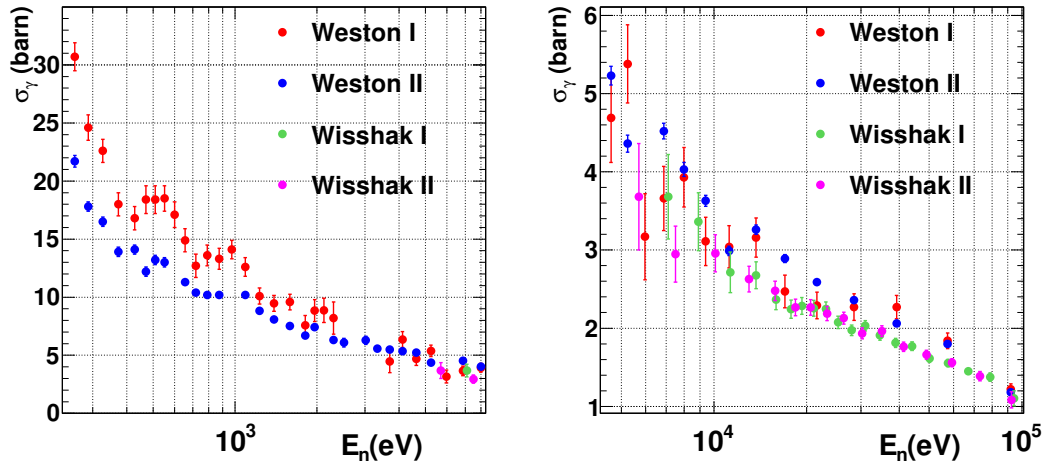 σγ (barn)
30
25
20
15
10
5
0
Weston I
Weston II
Wisshak I
Wisshak II
10³
Eₙ(eV)
σγ (barn)
6
5
4
3
2
1
Weston I
Weston II
Wisshak I
Wisshak II
10⁴
Eₙ(eV)
10⁵